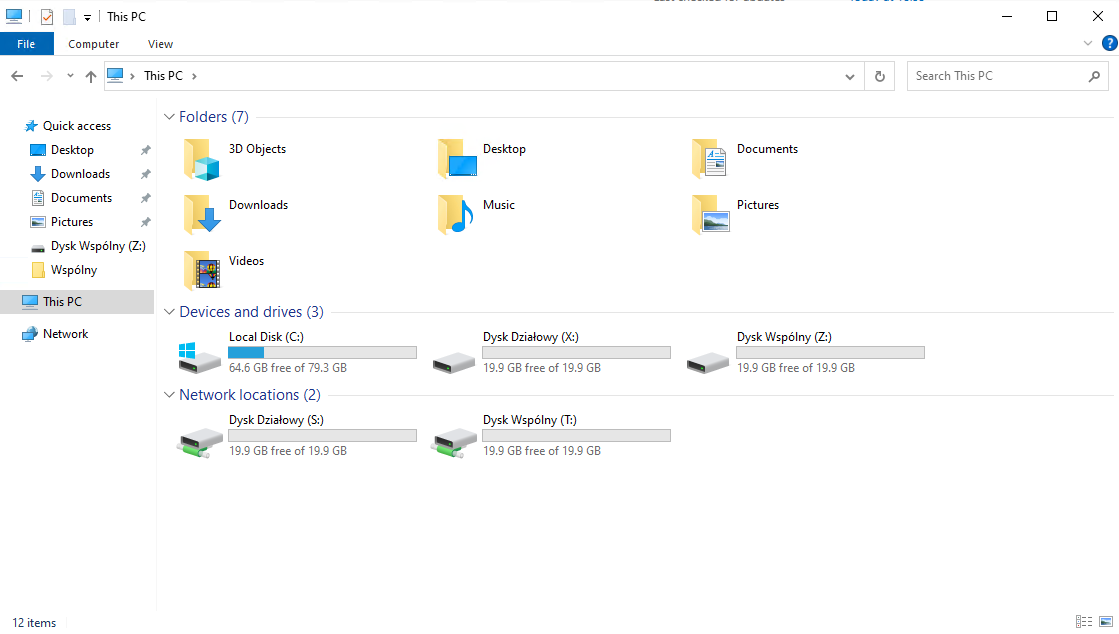 This PC
File Computer View
This PC
Search This PC
Quick access
Desktop
Downloads
Documents
Pictures
Dysk Wspólny (Z:)
Wspólny
This PC
Network
Folders (7)
3D Objects Desktop Documents
Downloads Music Pictures
Videos
Devices and drives (3)
Local Disk (C:) Dysk Działowy (X:) Dysk Wspólny (Z:)
64.6 GB free of 79.3 GB 19.9 GB free of 19.9 GB 19.9 GB free of 19.9 GB
Network locations (2)
Dysk Działowy (S:) Dysk Wspólny (T:)
19.9 GB free of 19.9 GB 19.9 GB free of 19.9 GB
12 items